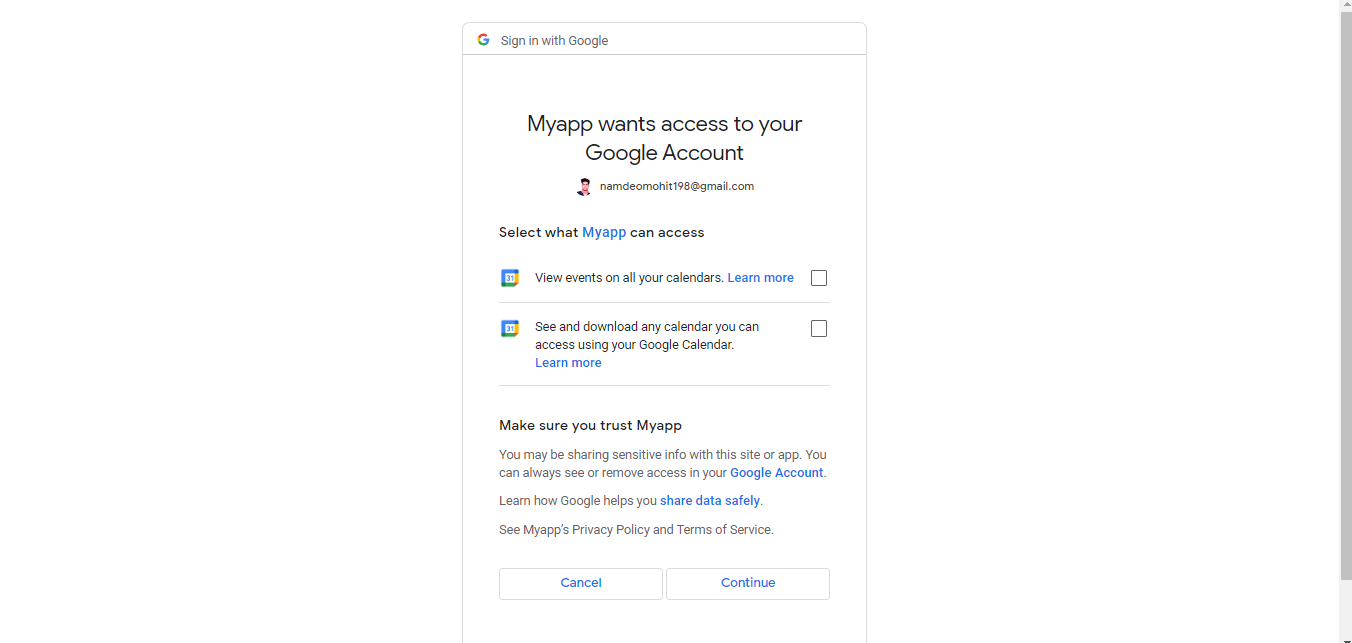 Sign in with Google
Myapp wants access to your
Google Account
namdeomohit198@gmail.com
Select what Myapp can access
31
View events on all your calendars. Learn more
31
See and download any calendar you can
access using your Google Calendar.
Learn more
Make sure you trust Myapp
You may be sharing sensitive info with this site or app. You
can always see or remove access in your Google Account.
Learn how Google helps you share data safely.
See Myapp's Privacy Policy and Terms of Service.
Cancel
Continue